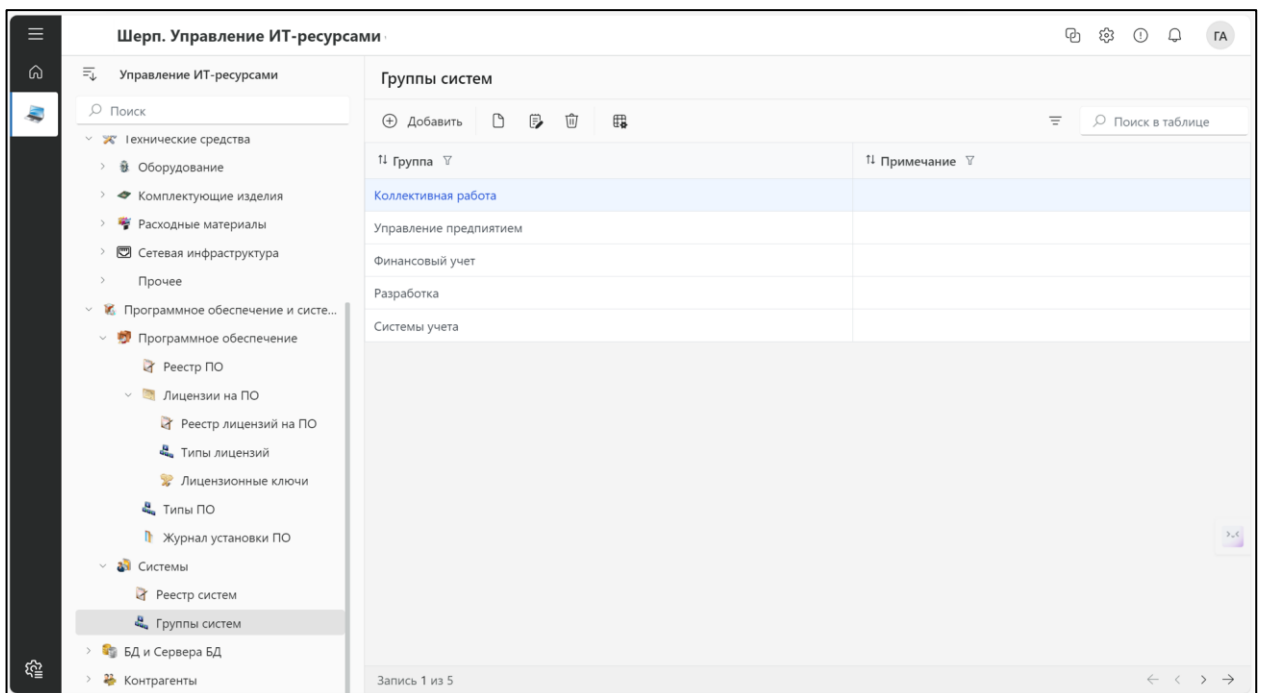 Шерп. Управление ИТ-ресурсами
ГА
Управление ИТ-ресурсами
Поиск
Технические средства
Оборудование
Комплектующие изделия
Расходные материалы
Сетевая инфраструктура
Прочее
Программное обеспечение и систе...
Программное обеспечение
Реестр ПО
Лицензии на ПО
Реестр лицензий на ПО
Типы лицензий
Лицензионные ключи
Типы ПО
Журнал установки ПО
Системы
Реестр систем
Группы систем
БД и Сервера БД
Контрагенты
Группы систем
Добавить
Поиск в таблице
Группа Примечание
Коллективная работа
Управление предпиятием
Финансовый учет
Разработка
Системы учета
Запись 1 из 5